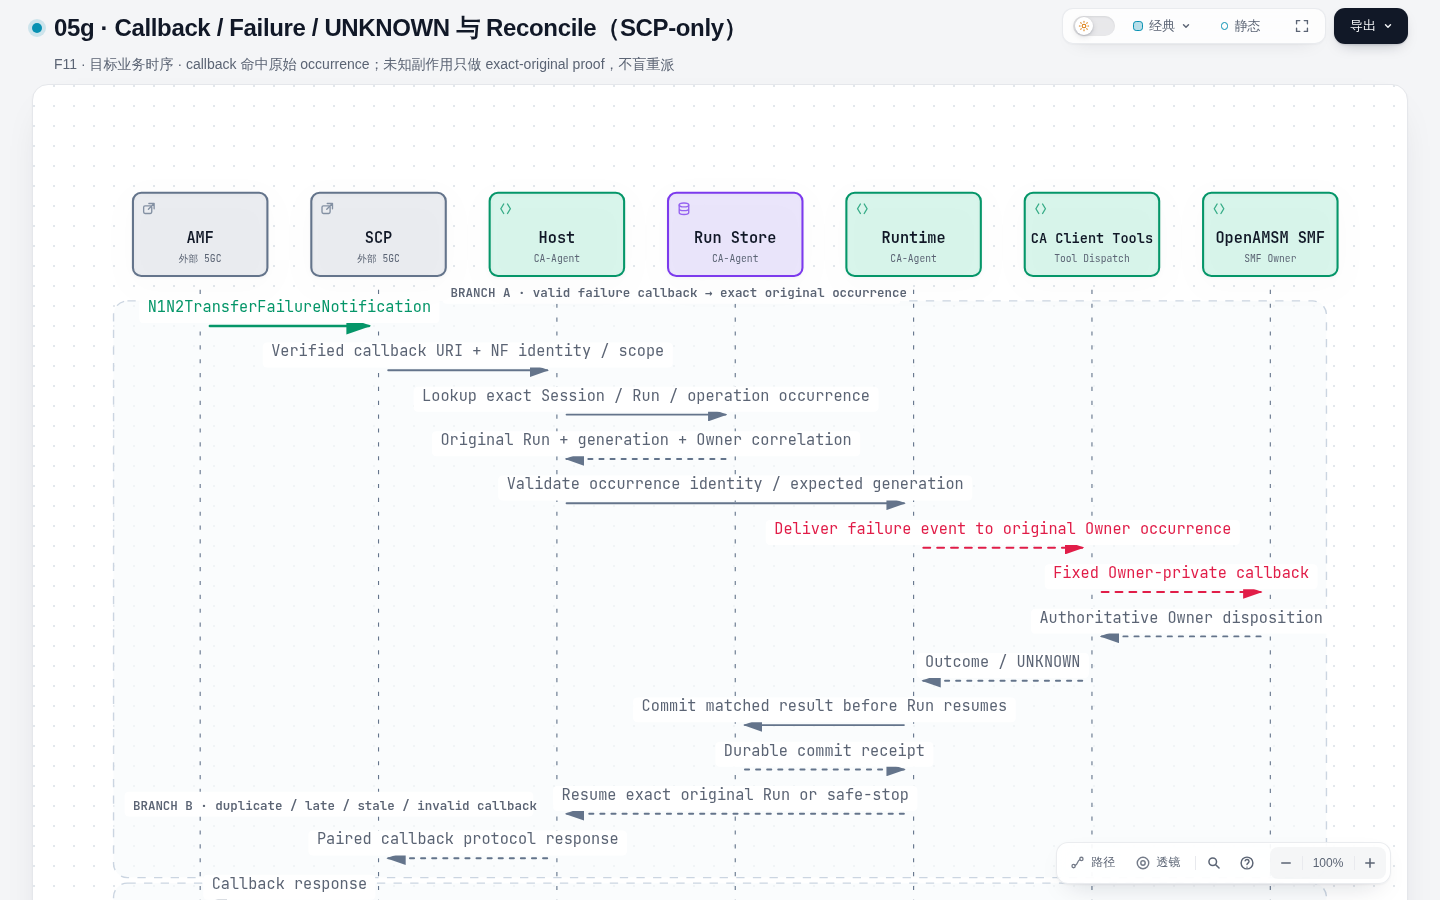 05g · Callback / Failure / UNKNOWN 与 Reconcile（SCP-only）
经典
静态
导出
F11 · 目标业务时序 · callback 命中原始 occurrence；未知副作用只做 exact-original proof，不盲重派
AMF
外部 5GC
SCP
外部 5GC
Host
CA-Agent
Run Store
CA-Agent
Runtime
CA-Agent
CA Client Tools
Tool Dispatch
OpenAMSM SMF
SMF Owner
BRANCH A · valid failure callback → exact original occurrence
N1N2TransferFailureNotification
Verified callback URI + NF identity / scope
Lookup exact Session / Run / operation occurrence
Original Run + generation + Owner correlation
Validate occurrence identity / expected generation
Deliver failure event to original Owner occurrence
Fixed Owner-private callback
Authoritative Owner disposition
Outcome / UNKNOWN
Commit matched result before Run resumes
Durable commit receipt
Resume exact original Run or safe-stop
BRANCH B · duplicate / late / stale / invalid callback
Paired callback protocol response
Callback response
路径
透镜
100%